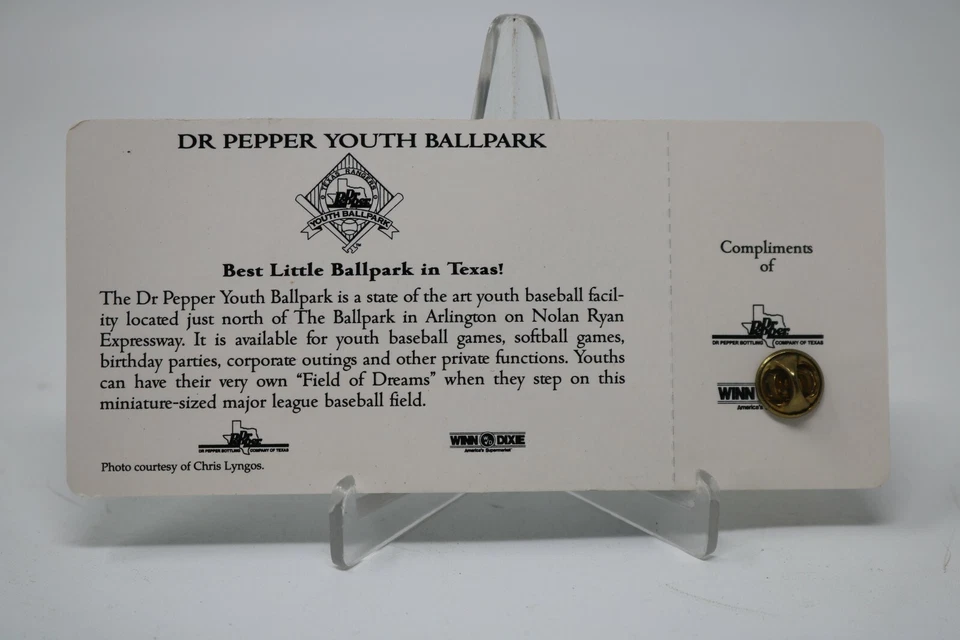 DR PEPPER YOUTH BALLPARK
TEXAS RANGERS
Dr Pepper
YOUTH BALLPARK
Best Little Ballpark in Texas!
The Dr Pepper Youth Ballpark is a state of the art youth baseball facil-
ity located just north of The Ballpark in Arlington on Nolan Ryan
Expressway. It is available for youth baseball games, softball games,
birthday parties, corporate outings and other private functions. Youths
can have their very own “Field of Dreams” when they step on this
miniature-sized major league baseball field.
Dr Pepper
DR PEPPER BOTTLING COMPANY OF TEXAS
WINN DIXIE
America's Supermarket
Photo courtesy of Chris Lyngos.
Compliments
of
Dr Pepper
DR PEPPER BOTTLING COMPANY OF TEXAS
WINN
America's